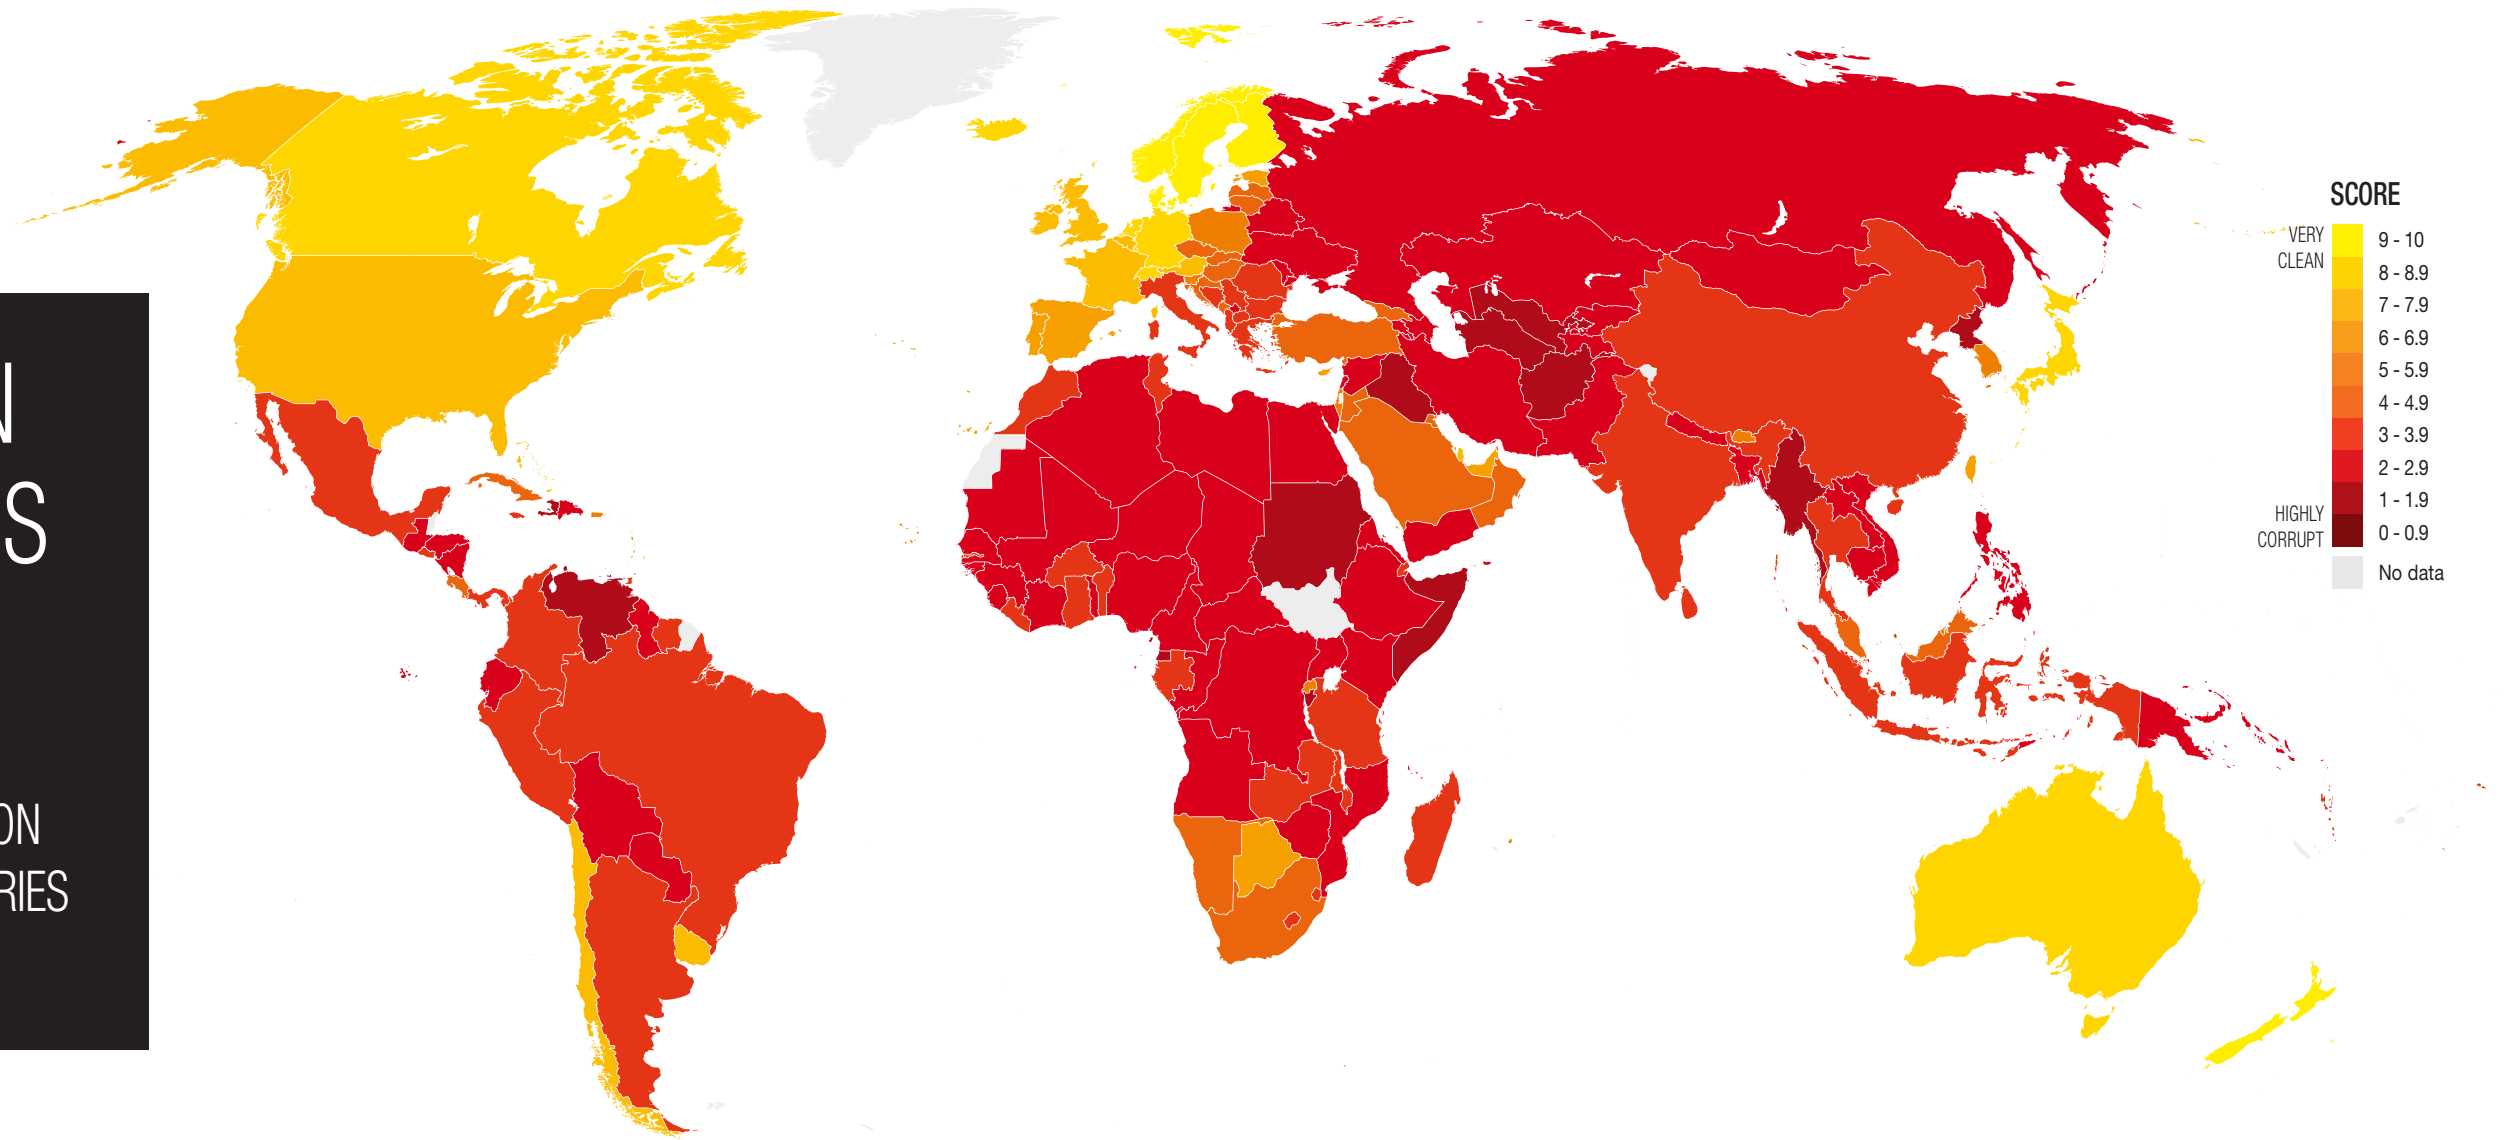 N
S
ON
RIES
SCORE
VERY
CLEAN
9 - 10
8 - 8.9
7 - 7.9
6 - 6.9
5 - 5.9
4 - 4.9
3 - 3.9
2 - 2.9
1 - 1.9
HIGHLY
CORRUPT
0 - 0.9
No data